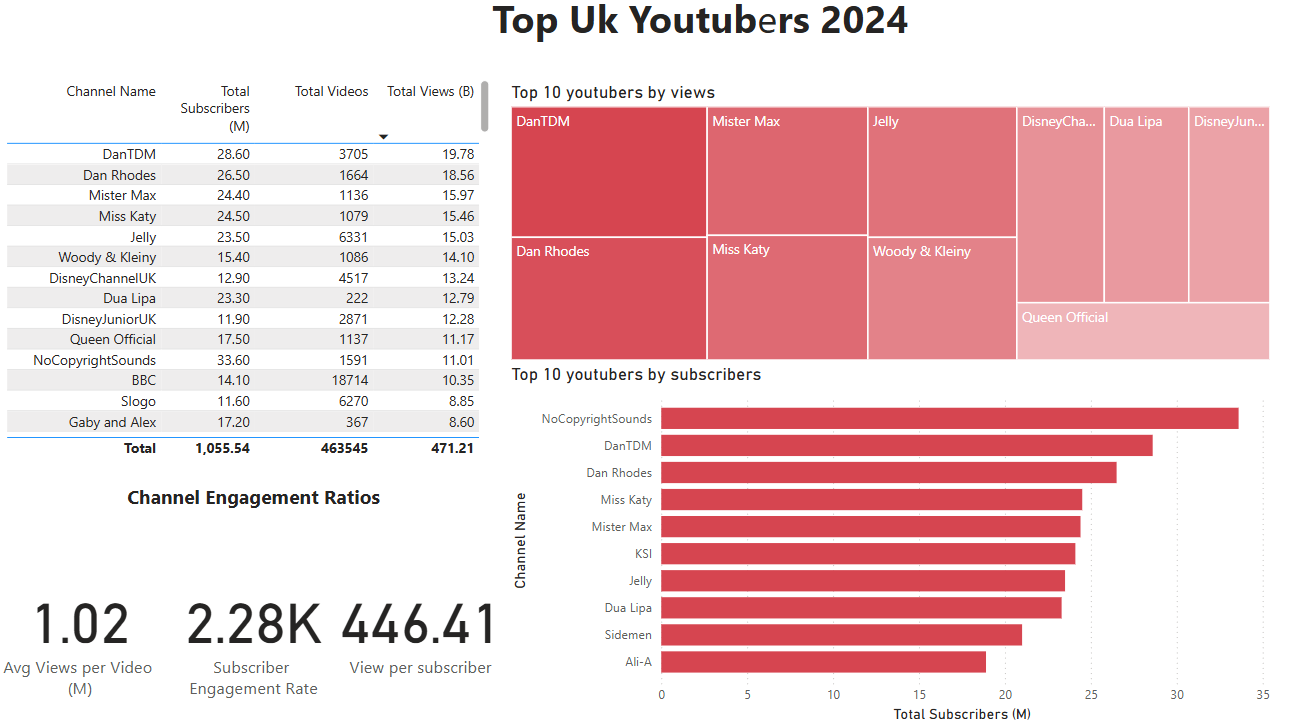 Top Uk Youtubers 2024
Channel Name Total Subscribers (M) Total Videos Total Views (B)
DanTDM 28.60 3705 19.78
Dan Rhodes 26.50 1664 18.56
Mister Max 24.40 1136 15.97
Miss Katy 24.50 1079 15.46
Jelly 23.50 6331 15.03
Woody & Kleiny 15.40 1086 14.10
DisneyChannelUK 12.90 4517 13.24
Dua Lipa 23.30 222 12.79
DisneyJuniorUK 11.90 2871 12.28
Queen Official 17.50 1137 11.17
NoCopyrightSounds 33.60 1591 11.01
BBC 14.10 18714 10.35
Slogo 11.60 6270 8.85
Gaby and Alex 17.20 367 8.60
Total 1,055.54 463545 471.21
Channel Engagement Ratios
1.02
Avg Views per Video
(M)
2.28K
Subscriber
Engagement Rate
446.41
View per subscriber
Top 10 youtubers by views
DanTDM
Dan Rhodes
Mister Max
Miss Katy
Jelly
Woody & Kleiny
DisneyCha...
Dua Lipa
DisneyJun...
Queen Official
Top 10 youtubers by subscribers
Channel Name
NoCopyrightSounds
DanTDM
Dan Rhodes
Miss Katy
Mister Max
KSI
Jelly
Dua Lipa
Sidemen
Ali-A
0 5 10 15 20 25 30 35
Total Subscribers (M)